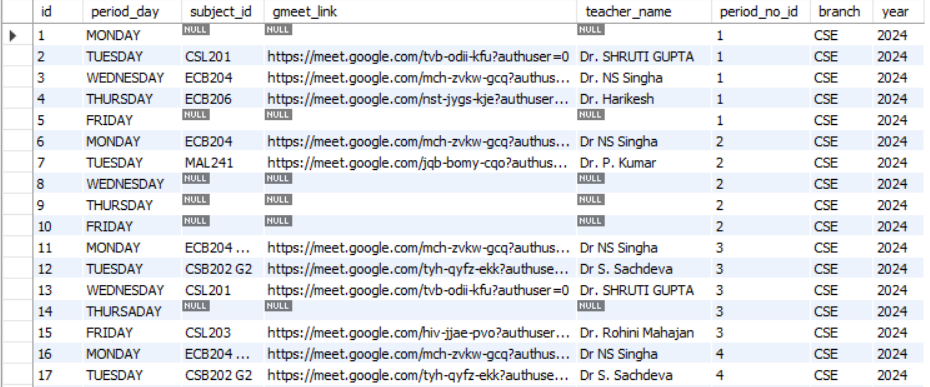 id period_day subject_id gmeet_link teacher_name period_no_id branch year
1 MONDAY NULL NULL NULL 1 CSE 2024
2 TUESDAY CSL201 https://meet.google.com/tvb-odii-kfu?authuser=0 Dr. SHRUTI GUPTA 1 CSE 2024
3 WEDNESDAY ECB204 https://meet.google.com/mch-zvkw-gcq?authus... Dr. NS Singha 1 CSE 2024
4 THURSDAY ECB206 https://meet.google.com/nst-jygs-kje?authuser... Dr. Harikesh 1 CSE 2024
5 FRIDAY NULL NULL NULL 1 CSE 2024
6 MONDAY ECB204 https://meet.google.com/mch-zvkw-gcq?authus... Dr NS Singha 2 CSE 2024
7 TUESDAY MAL241 https://meet.google.com/jqb-bomy-cqo?authus... Dr. P. Kumar 2 CSE 2024
8 WEDNESDAY NULL NULL NULL 2 CSE 2024
9 THURSDAY NULL NULL NULL 2 CSE 2024
10 FRIDAY NULL NULL NULL 2 CSE 2024
11 MONDAY ECB204 ... https://meet.google.com/mch-zvkw-gcq?authus... Dr NS Singha 3 CSE 2024
12 TUESDAY CSB202 G2 https://meet.google.com/tyh-qyfz-ekk?authuse... Dr S. Sachdeva 3 CSE 2024
13 WEDNESDAY CSL201 https://meet.google.com/tvb-odii-kfu?authuser=0 Dr. SHRUTI GUPTA 3 CSE 2024
14 THURSADAY NULL NULL NULL 3 CSE 2024
15 FRIDAY CSL203 https://meet.google.com/hiv-jjae-pvo?authuser... Dr. Rohini Mahajan 3 CSE 2024
16 MONDAY ECB204 ... https://meet.google.com/mch-zvkw-gcq?authus... Dr NS Singha 4 CSE 2024
17 TUESDAY CSB202 G2 https://meet.google.com/tyh-qyfz-ekk?authuse... Dr S. Sachdeva 4 CSE 2024